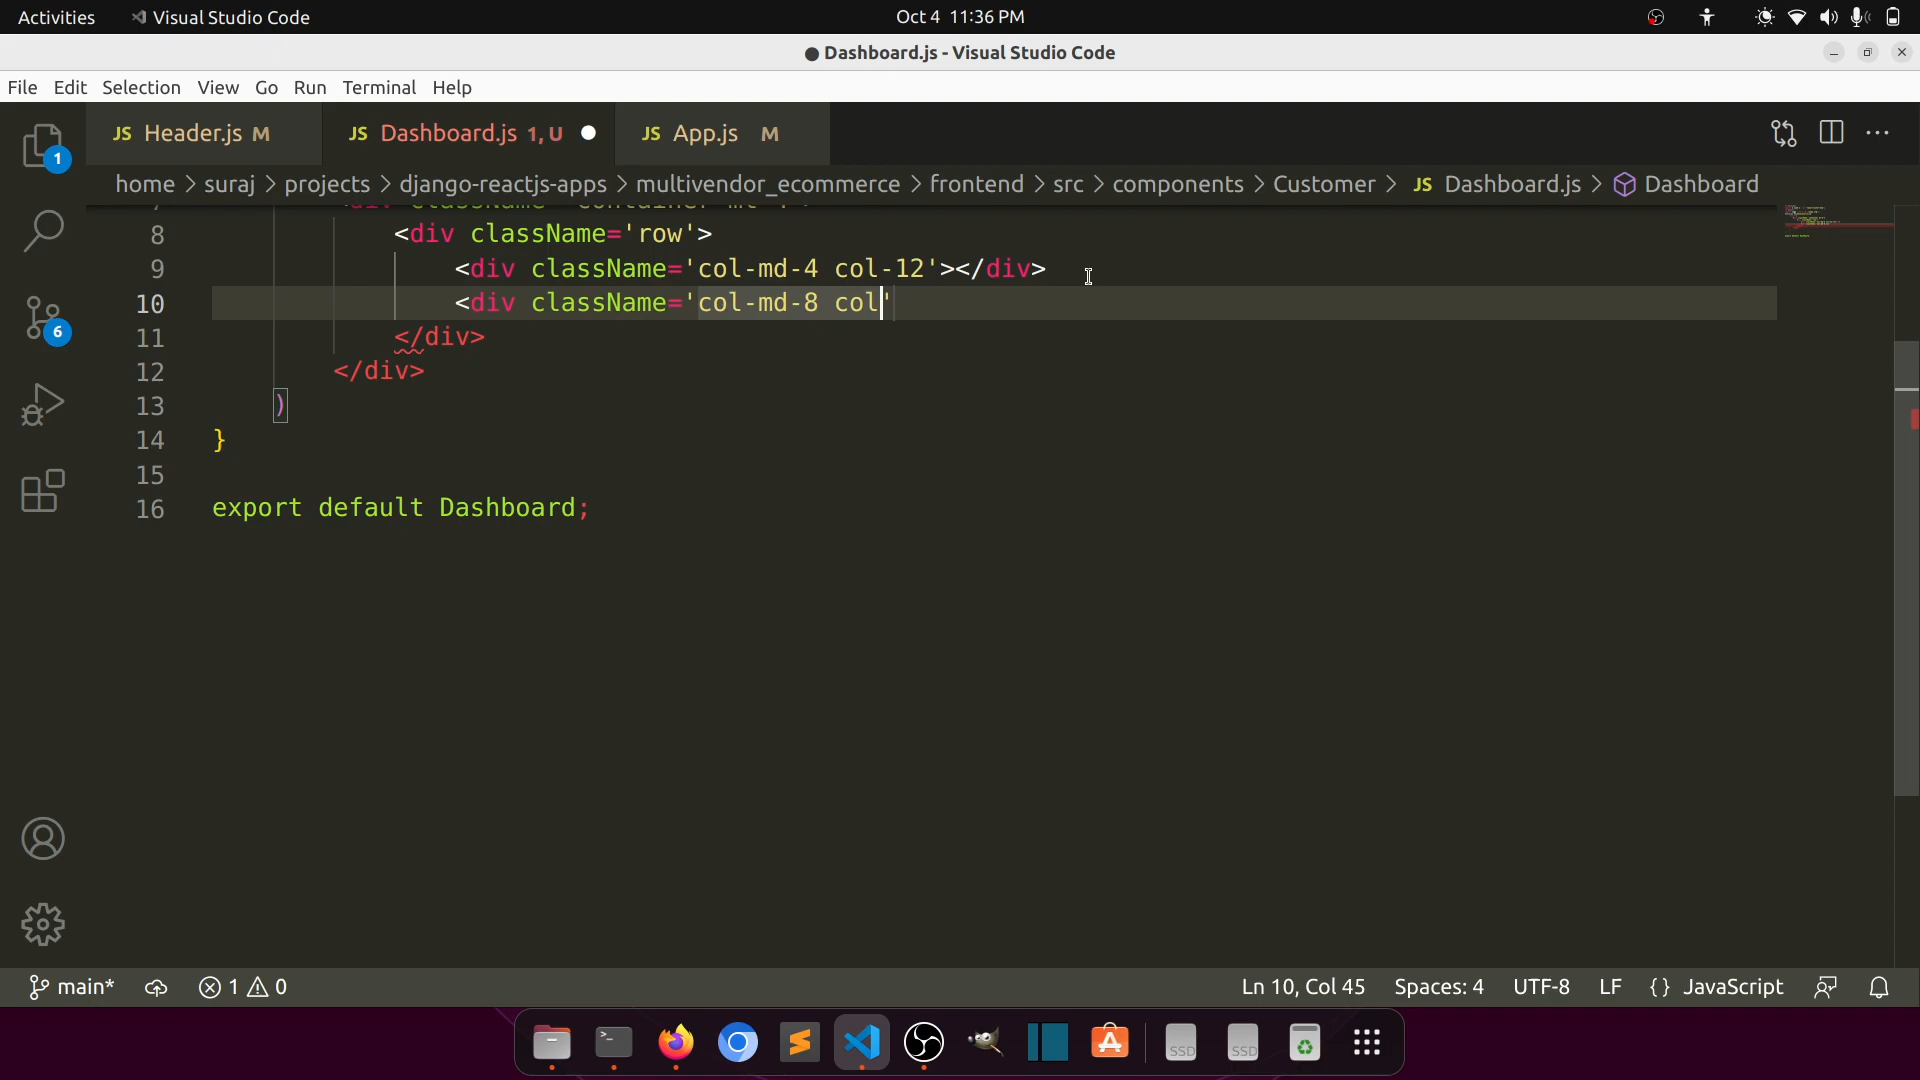 Activities Visual Studio Code Oct 4 11:36 PM
● Dashboard.js - Visual Studio Code
File Edit Selection View Go Run Terminal Help
JS Header.js M JS Dashboard.js 1, U JS App.js M
home > suraj > projects > django-reactjs-apps > multivendor_ecommerce > frontend > src > components > Customer > JS Dashboard.js > Dashboard
8 <div className='row'>
9 <div className='col-md-4 col-12'></div>
10 <div className='col-md-8 col'
11 </div>
12 </div>
13 )
14 }
15
16 export default Dashboard;
1
6
main* 1 0 Ln 10, Col 45 Spaces: 4 UTF-8 LF {} JavaScript
SSD SSD